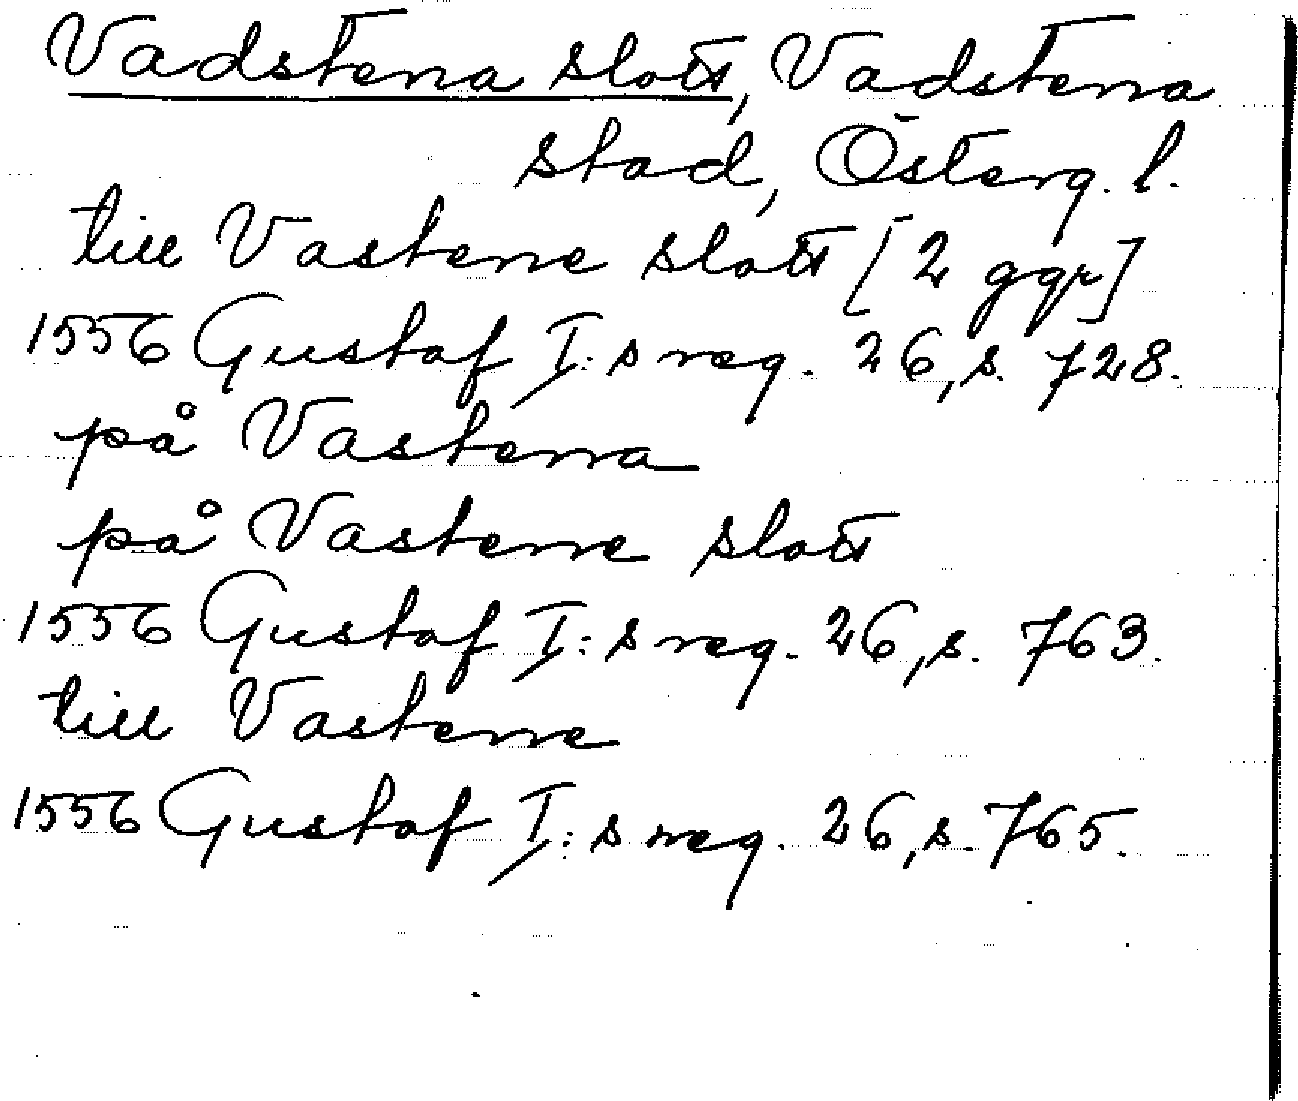 Vadstena slott, Vadstena
stad, Österg. l.
till Vastene slott [2 ggr]
1556 Gustaf I:s reg. 26, s. 728.
på Vastena
på Vastene slott
1556 Gustaf I:s reg. 26, s. 763.
till Vastene
1556 Gustaf I:s reg. 26, s. 765.